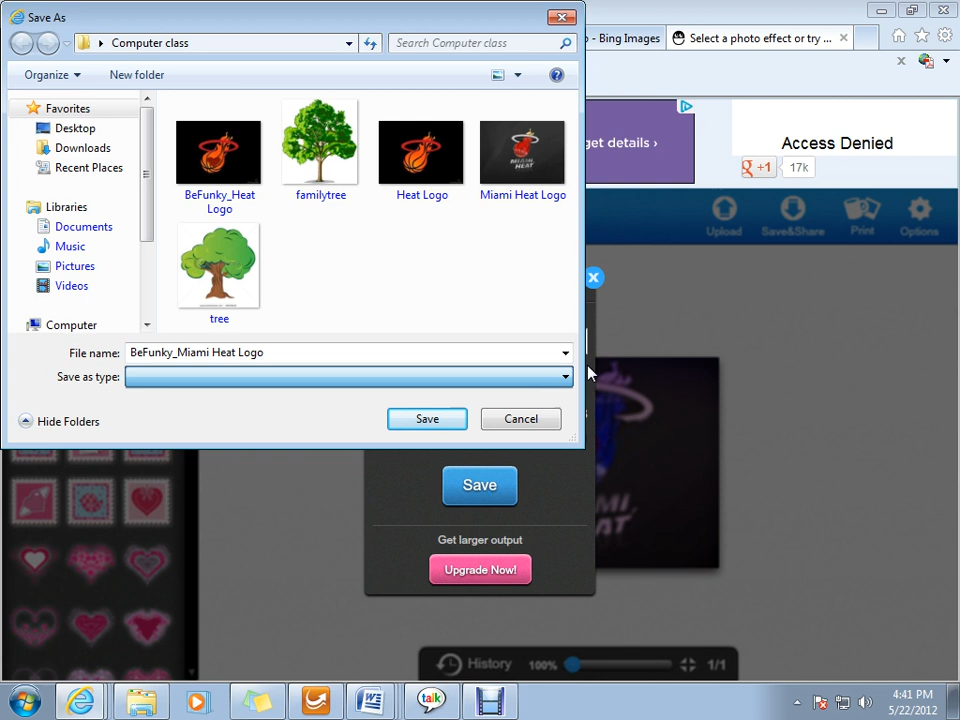 Save As
Computer class
Search Computer class
- Bing Images
Select a photo effect or try ...
Organize
New folder
Favorites
Desktop
Downloads
Recent Places
Libraries
Documents
Music
Pictures
Videos
Computer
BeFunky_Heat
Logo
familytree
Heat Logo
Miami Heat Logo
MIAMI
HEAT
tree
File name:
BeFunky_Miami Heat Logo
Save as type:
Hide Folders
Save
Cancel
get details ›
Access Denied
+1
17k
Upload
Save&Share
Print
Options
Save
Get larger output
Upgrade Now!
History
100%
1/1
talk
4:41 PM
5/22/2012